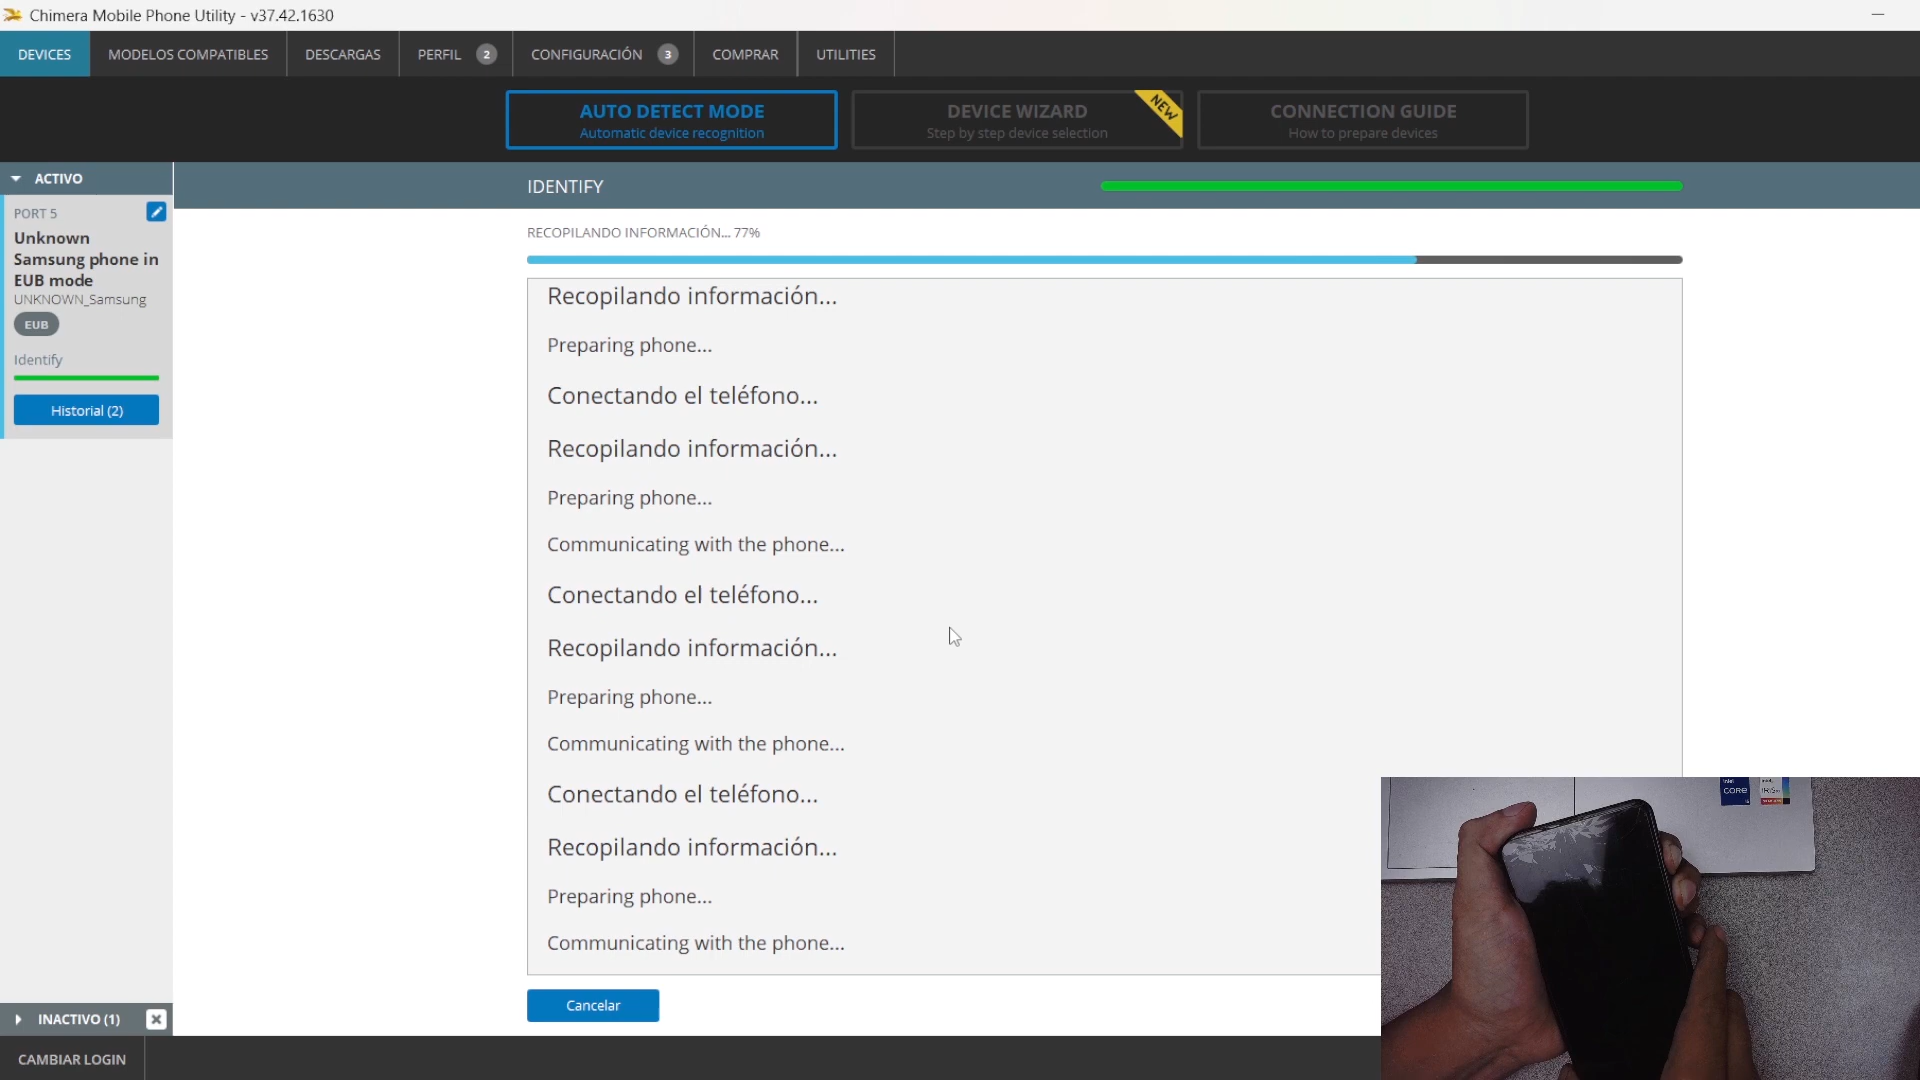 Chimera Mobile Phone Utility - v37.42.1630
DEVICES
MODELOS COMPATIBLES
DESCARGAS
PERFIL 2
CONFIGURACIÓN 3
COMPRAR
UTILITIES
AUTO DETECT MODE
Automatic device recognition
DEVICE WIZARD
Step by step device selection
NEW
CONNECTION GUIDE
How to prepare devices
ACTIVO
PORT 5
Unknown
Samsung phone in
EUB mode
UNKNOWN_Samsung
EUB
Identify
Historial (2)
IDENTIFY
RECOPILANDO INFORMACIÓN... 77%
Recopilando información...
Preparing phone...
Conectando el teléfono...
Recopilando información...
Preparing phone...
Communicating with the phone...
Conectando el teléfono...
Recopilando información...
Preparing phone...
Communicating with the phone...
Conectando el teléfono...
Recopilando información...
Preparing phone...
Communicating with the phone...
Cancelar
INACTIVO (1)
CAMBIAR LOGIN
intel
CORE